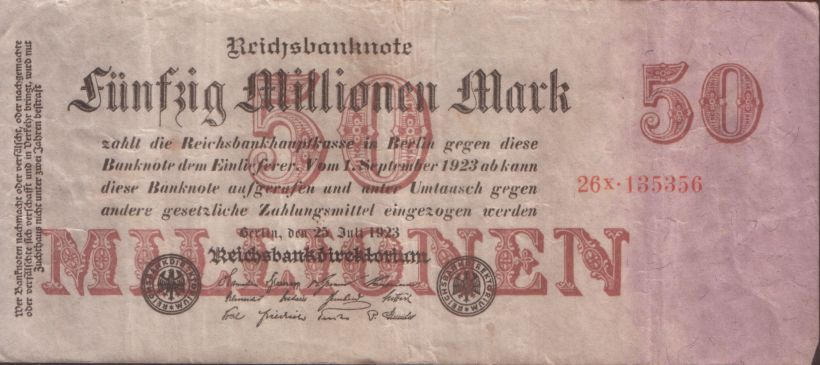 Reichsbanknote
Fünfzig Millionen Mark
50
50
zahlt die Reichsbankhauptkasse in Berlin gegen diese
Banknote dem Einlieferer. Vom 1. September 1923 ab kann
diese Banknote aufgerufen und unter Umtausch gegen
andere gesetzliche Zahlungsmittel eingezogen werden
26x·135356
Berlin, den 25. Juli 1923
Reichsbankdirektorium
MILLIONEN
REICHSBANKDIREKTORIUM
REICHSBANKDIREKTORIUM
Wer Banknoten nachmacht oder verfälscht, oder nachgemachte
oder verfälschte sich verschafft und in Verkehr bringt, wird mit
Zuchthaus nicht unter zwei Jahren bestraft